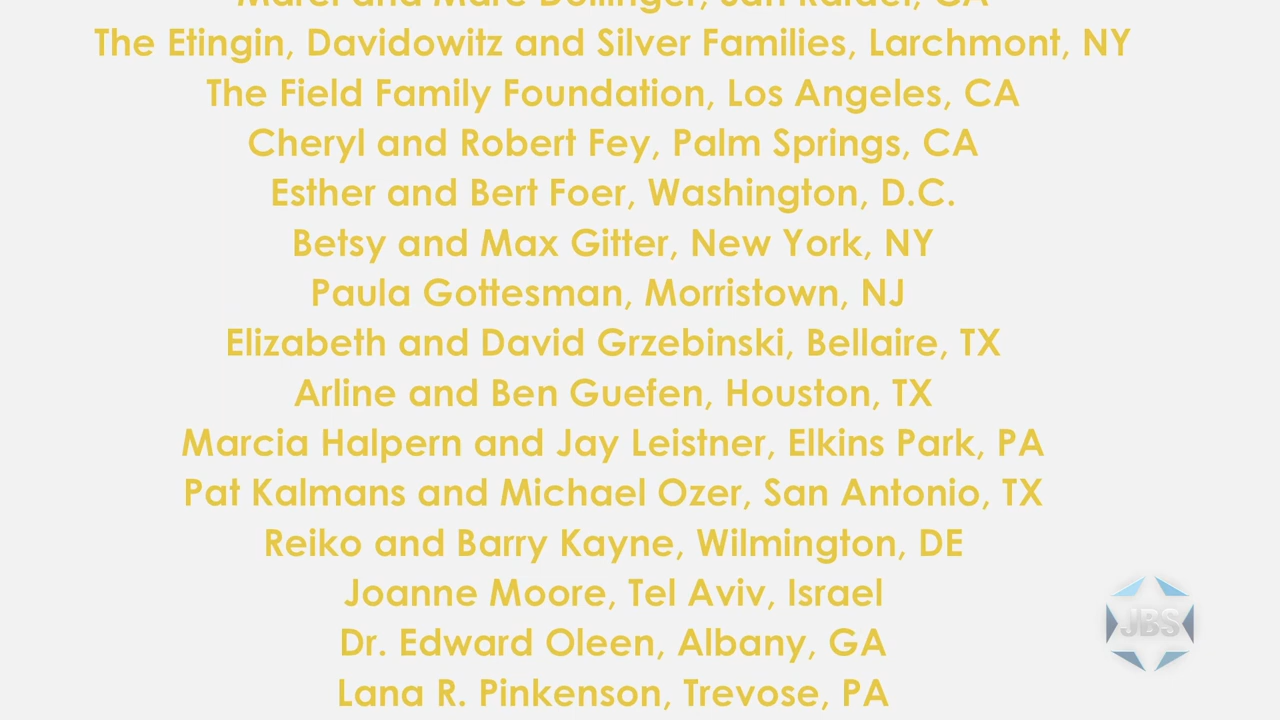 The Etingin, Davidowitz and Silver Families, Larchmont, NY
The Field Family Foundation, Los Angeles, CA
Cheryl and Robert Fey, Palm Springs, CA
Esther and Bert Foer, Washington, D.C.
Betsy and Max Gitter, New York, NY
Paula Gottesman, Morristown, NJ
Elizabeth and David Grzebinski, Bellaire, TX
Arline and Ben Guefen, Houston, TX
Marcia Halpern and Jay Leistner, Elkins Park, PA
Pat Kalmans and Michael Ozer, San Antonio, TX
Reiko and Barry Kayne, Wilmington, DE
Joanne Moore, Tel Aviv, Israel
Dr. Edward Oleen, Albany, GA
Lana R. Pinkenson, Trevose, PA
JBS